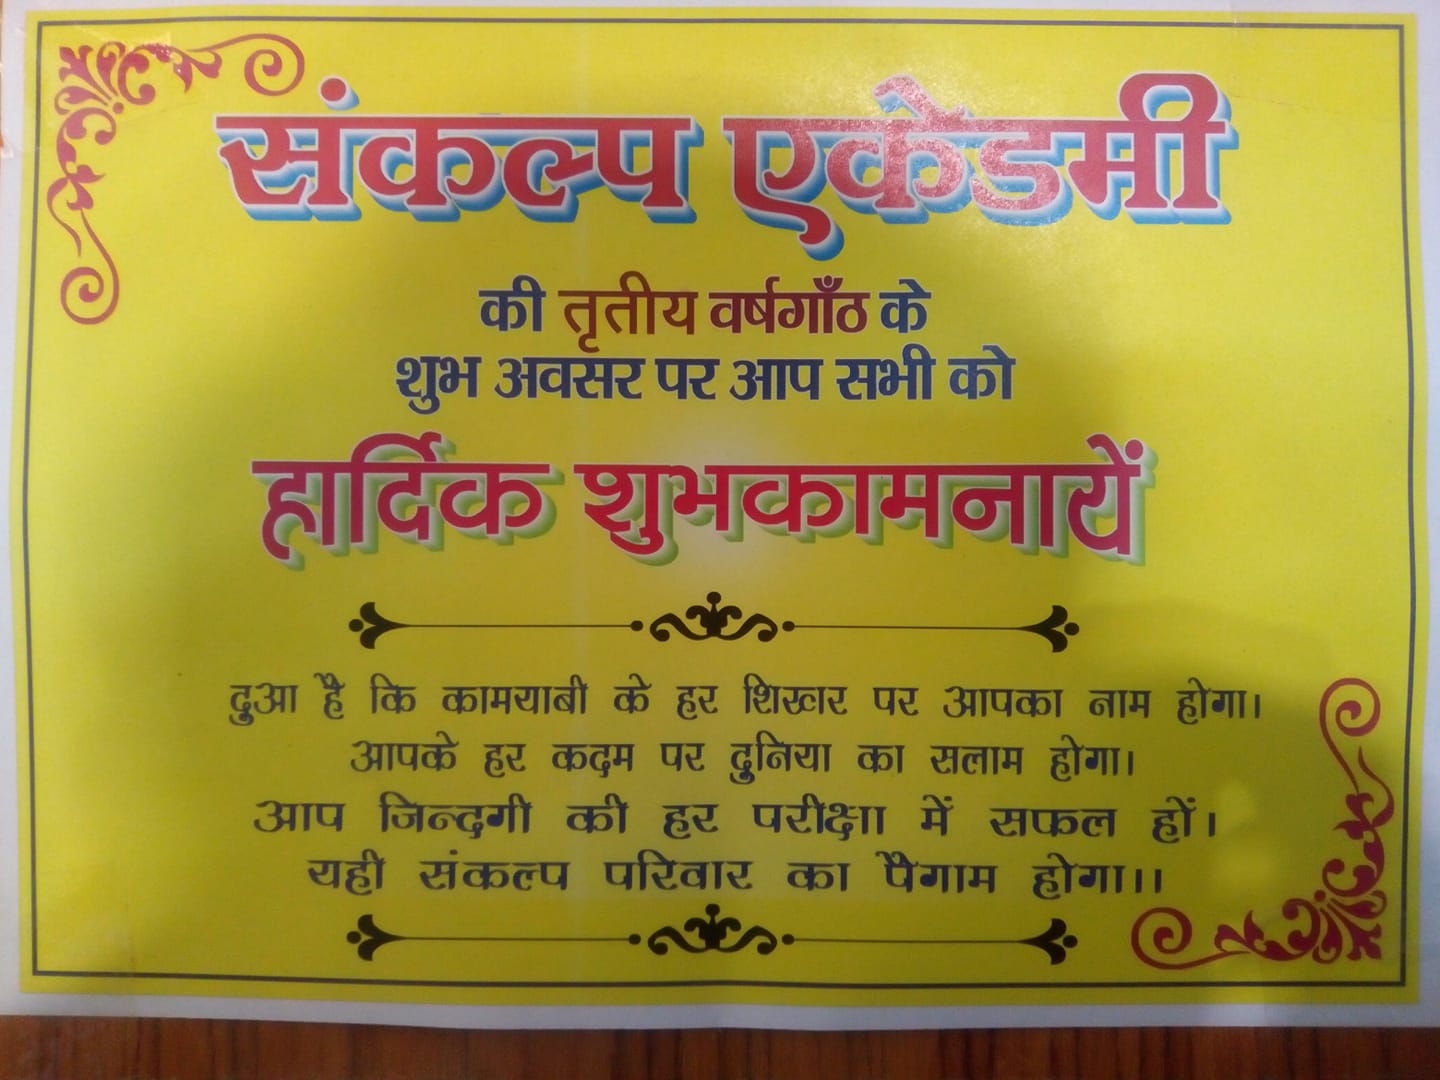 संकल्प एकेडमी
की तृतीय वर्षगाँठ के
शुभ अवसर पर आप सभी को
हार्दिक शुभकामनायें
दुआ है कि कामयाबी के हर शिखर पर आपका नाम होगा।
आपके हर कदम पर दुनिया का सलाम होगा।
आप जिन्दगी की हर परीक्षा में सफल हों।
यही संकल्प परिवार का पैगाम होगा।।